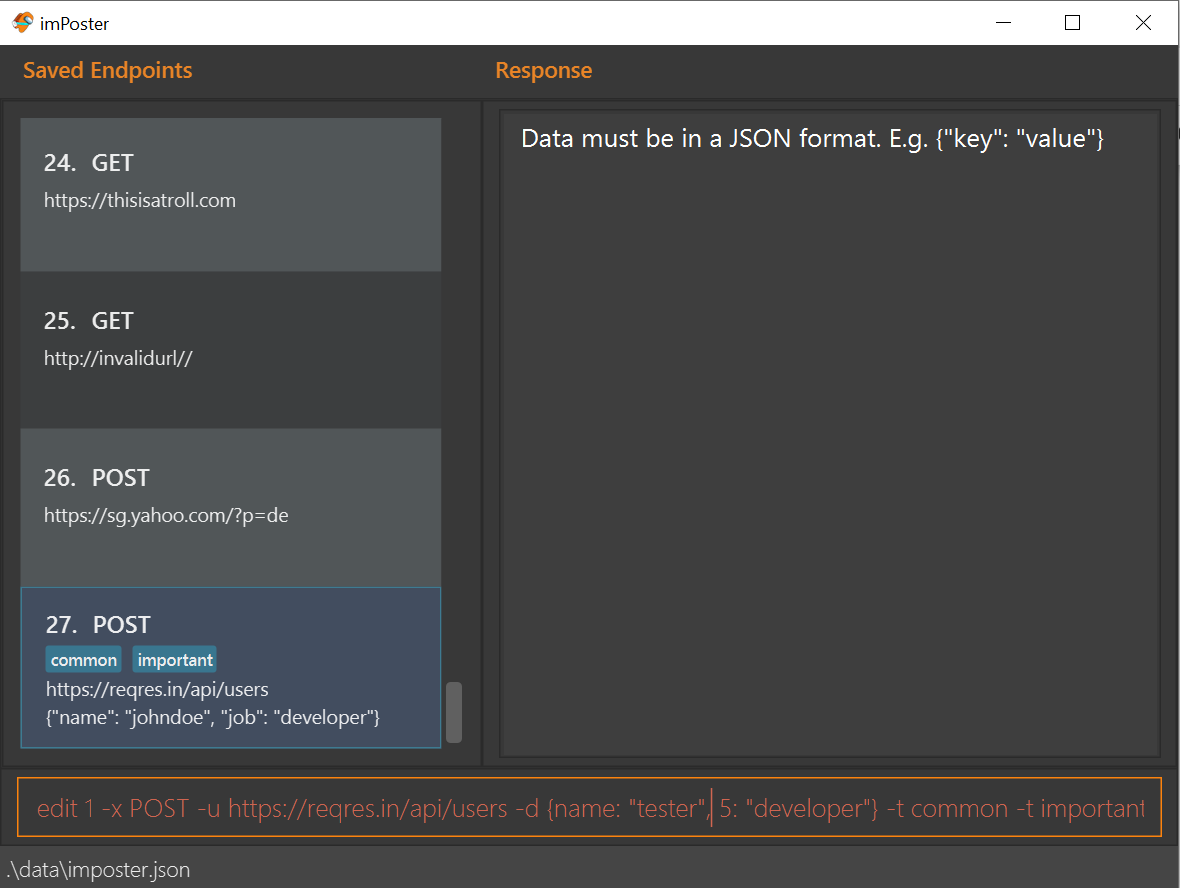 imPoster
Saved Endpoints
Response
24. GET
https://thisisatroll.com
25. GET
http://invalidurl//
26. POST
https://sg.yahoo.com/?p=de
27. POST
common important
https://reqres.in/api/users
{"name": "johndoe", "job": "developer"}
Data must be in a JSON format. E.g. {"key": "value"}
edit 1 -x POST -u https://reqres.in/api/users -d {name: "tester", 5: "developer"} -t common -t important
.\data\imposter.json